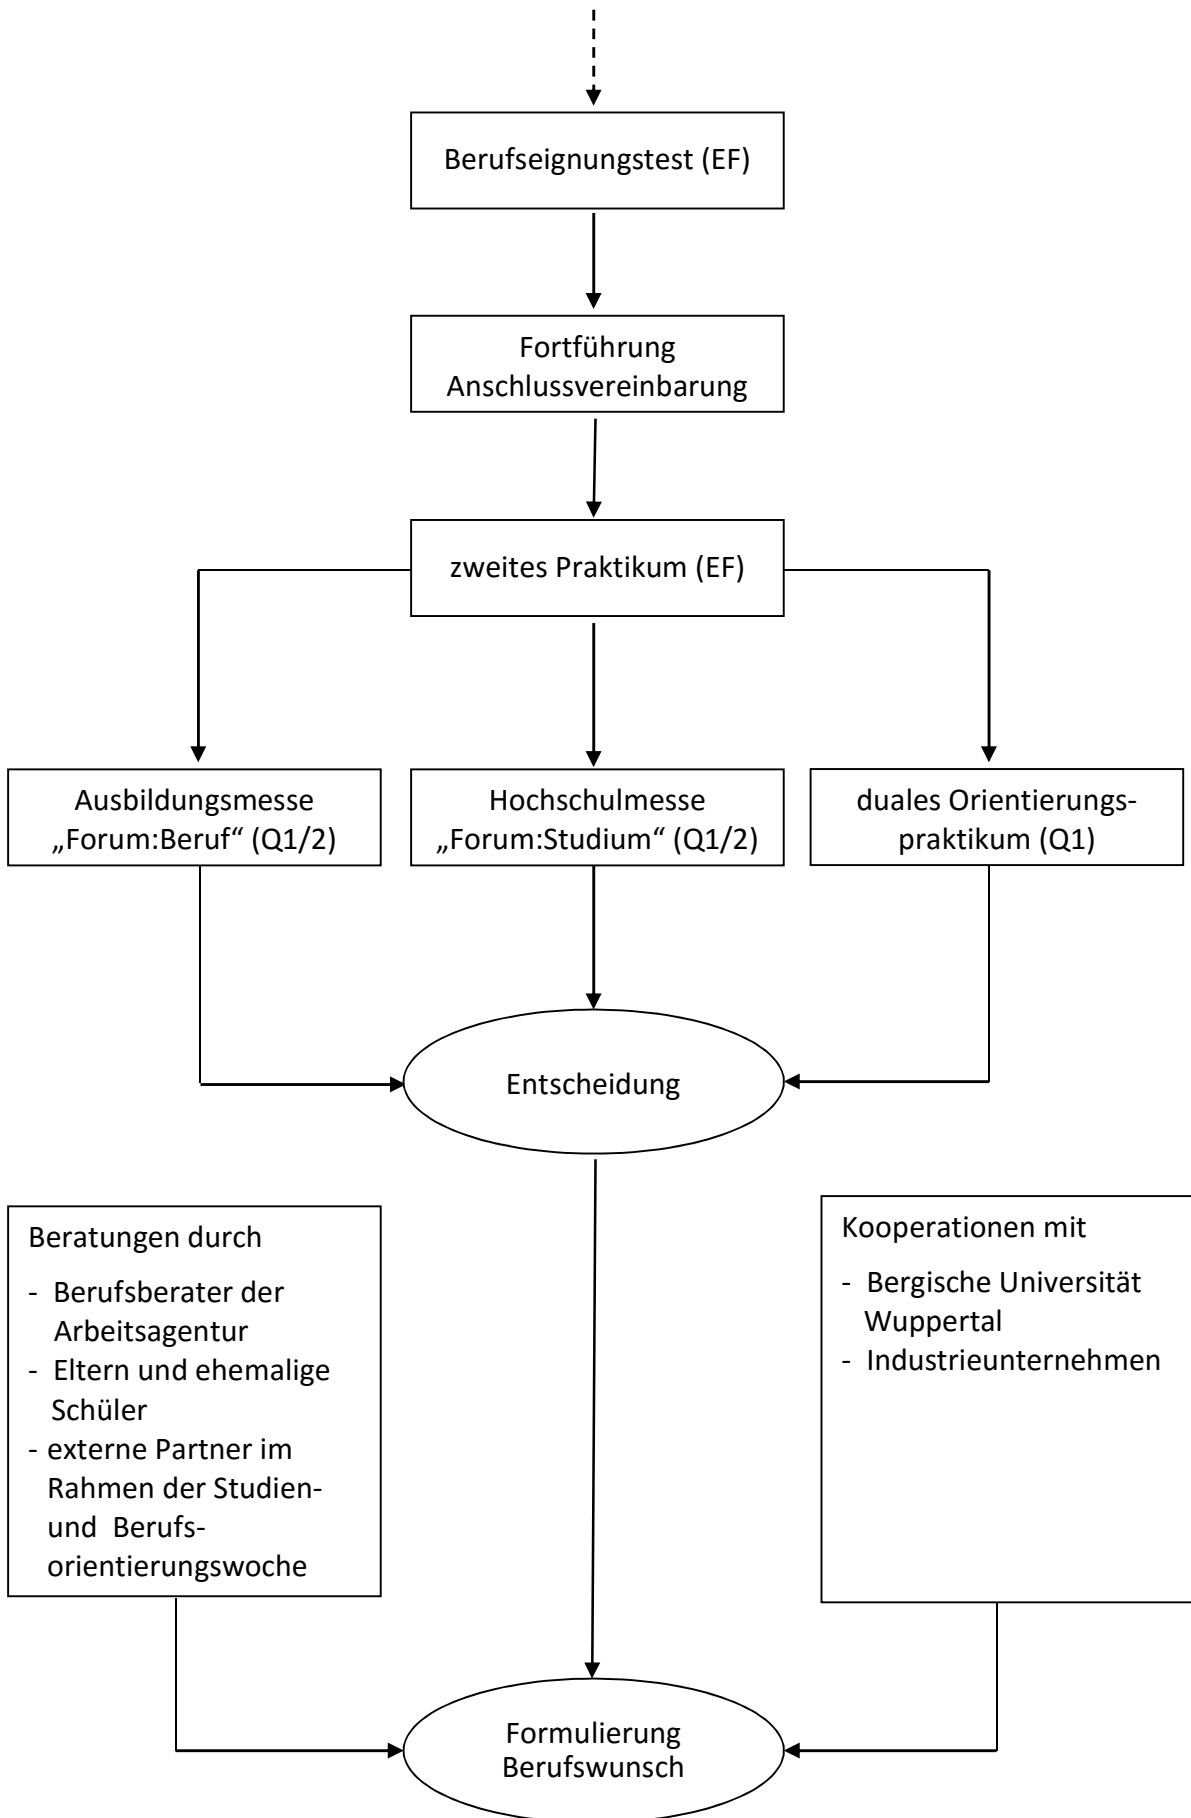 Berufseignungstest (EF)
Fortführung
Anschlussvereinbarung
zweites Praktikum (EF)
Ausbildungsmesse
„Forum:Beruf“ (Q1/2)
Hochschulmesse
„Forum:Studium“ (Q1/2)
duales Orientierungs-
praktikum (Q1)
Entscheidung
Beratungen durch
- Berufsberater der
Arbeitsagentur
- Eltern und ehemalige
Schüler
- externe Partner im
Rahmen der Studien-
und Berufs-
orientierungswoche
Kooperationen mit
- Bergische Universität
Wuppertal
- Industrieunternehmen
Formulierung
Berufswunsch